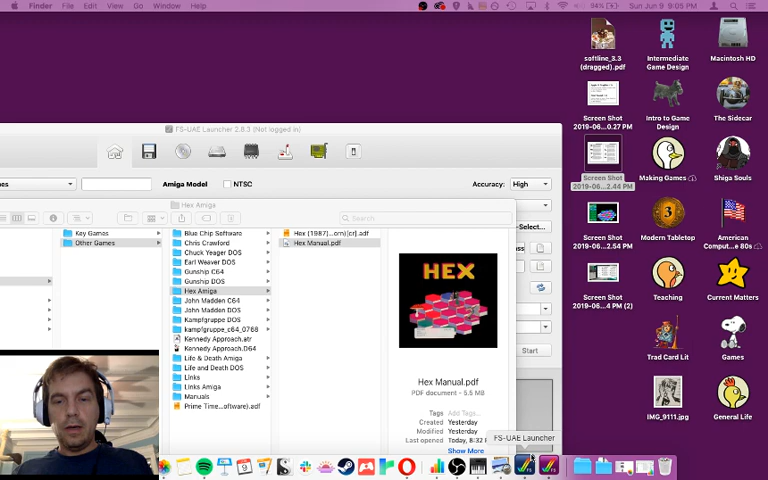 Finder File Edit View Go Window Help
94% Sun Jun 9 9:05 PM
softline_3.3
(dragged).pdf
Intermediate
Game Design
Macintosh HD
Screen Shot
2019-06...0.27 PM
Intro to Game
Design
The Sidecar
FS-UAE Launcher 2.8.3 (Not logged in)
Screen Shot
2019-06...2.44 PM
Making Games
Shiga Souls
Amiga Model
NTSC
Accuracy:
High
Hex Amiga
Search
Screen Shot
2019-06...2.54 PM
Modern Tabletop
American
Comput...e 80s
Key Games
Other Games
Blue Chip Software
Chris Crawford
Chuck Yeager DOS
Earl Weaver DOS
Gunship C64
Gunship DOS
Hex Amiga
John Madden C64
John Madden DOS
Kampfgruppe DOS
kampfgruppe_c64_0768
Kennedy Approach.atr
Kennedy Approach.D64
Life & Death Amiga
Life and Death DOS
Links
Links Amiga
Manuals
Prime Time...oftware).adf
Hex (1987)...orn)[cr].adf
Hex Manual.pdf
HEX
Hex Manual.pdf
PDF document - 5.5 MB
Tags Add Tags...
Created Yesterday
Modified Yesterday
Last opened Today, 8:32
Show More
Start
Screen Shot
2019-06...PM (2)
Teaching
Current Matters
Trad Card Lit
Games
IMG_9111.jpg
General Life
FS-UAE Launcher